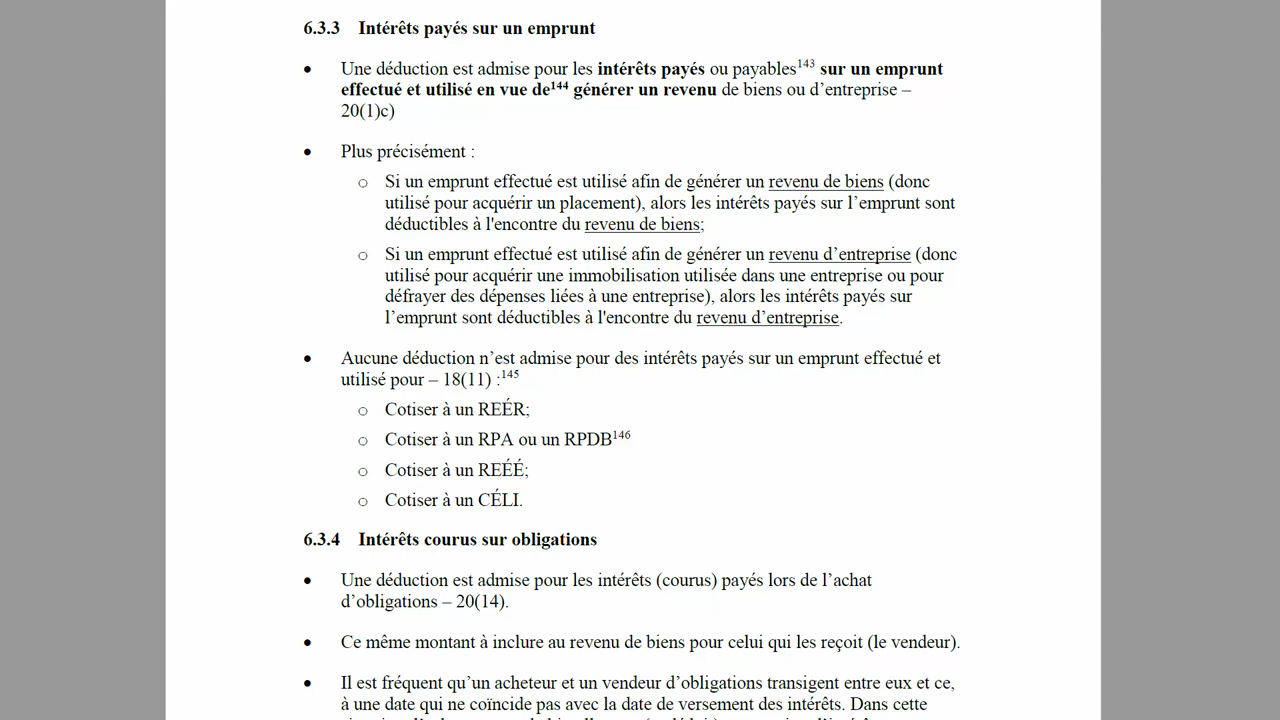 6.3.3 Intérêts payés sur un emprunt
• Une déduction est admise pour les intérêts payés ou payables143 sur un emprunt
effectué et utilisé en vue de144 générer un revenu de biens ou d’entreprise –
20(1)c)
• Plus précisément :
o Si un emprunt effectué est utilisé afin de générer un revenu de biens (donc
utilisé pour acquérir un placement), alors les intérêts payés sur l’emprunt sont
déductibles à l'encontre du revenu de biens;
o Si un emprunt effectué est utilisé afin de générer un revenu d’entreprise (donc
utilisé pour acquérir une immobilisation utilisée dans une entreprise ou pour
défrayer des dépenses liées à une entreprise), alors les intérêts payés sur
l’emprunt sont déductibles à l'encontre du revenu d’entreprise.
• Aucune déduction n’est admise pour des intérêts payés sur un emprunt effectué et
utilisé pour – 18(11) :145
o Cotiser à un REÉR;
o Cotiser à un RPA ou un RPDB146
o Cotiser à un REÉÉ;
o Cotiser à un CÉLI.
6.3.4 Intérêts courus sur obligations
• Une déduction est admise pour les intérêts (courus) payés lors de l’achat
d’obligations – 20(14).
• Ce même montant à inclure au revenu de biens pour celui qui les reçoit (le vendeur).
• Il est fréquent qu’un acheteur et un vendeur d’obligations transigent entre eux et ce,
à une date qui ne coïncide pas avec la date de versement des intérêts. Dans cette